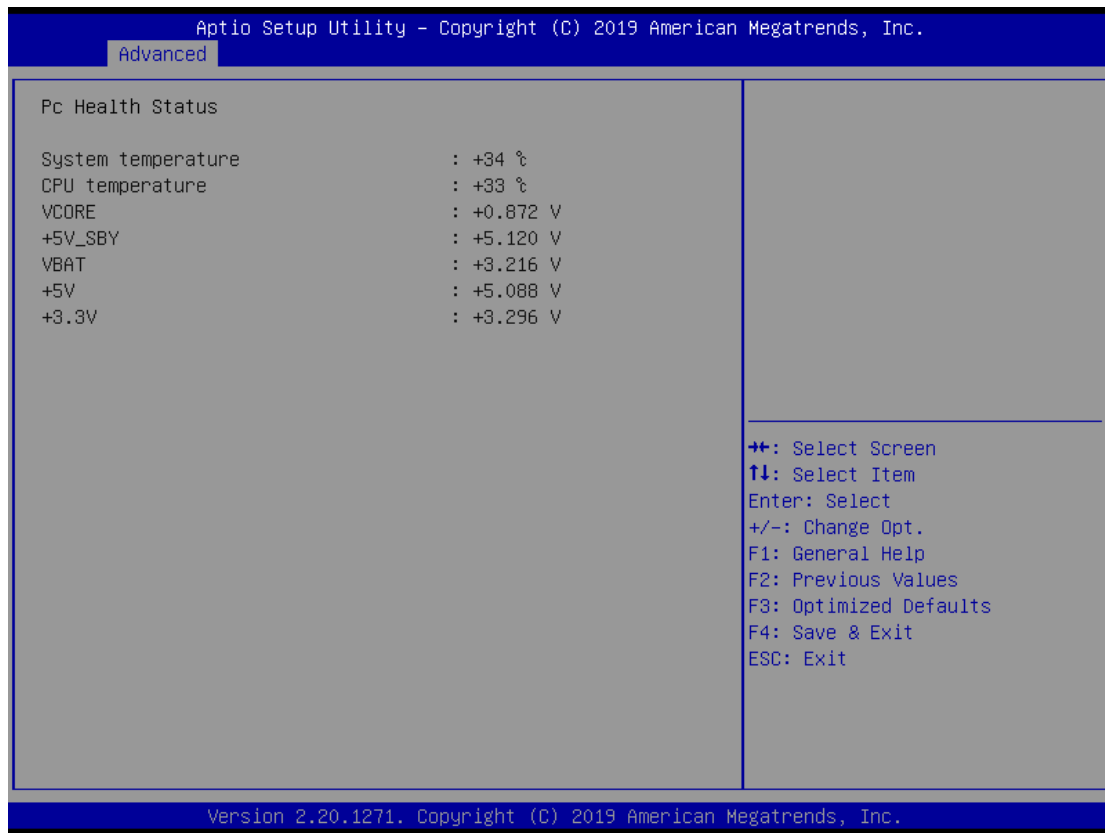 Aptio Setup Utility – Copyright (C) 2019 American Megatrends, Inc.
Advanced
Pc Health Status
System temperature : +34 ℃
CPU temperature : +33 ℃
VCORE : +0.872 V
+5V_SBY : +5.120 V
VBAT : +3.216 V
+5V : +5.088 V
+3.3V : +3.296 V
→←: Select Screen
↑↓: Select Item
Enter: Select
+/-: Change Opt.
F1: General Help
F2: Previous Values
F3: Optimized Defaults
F4: Save & Exit
ESC: Exit
Version 2.20.1271. Copyright (C) 2019 American Megatrends, Inc.